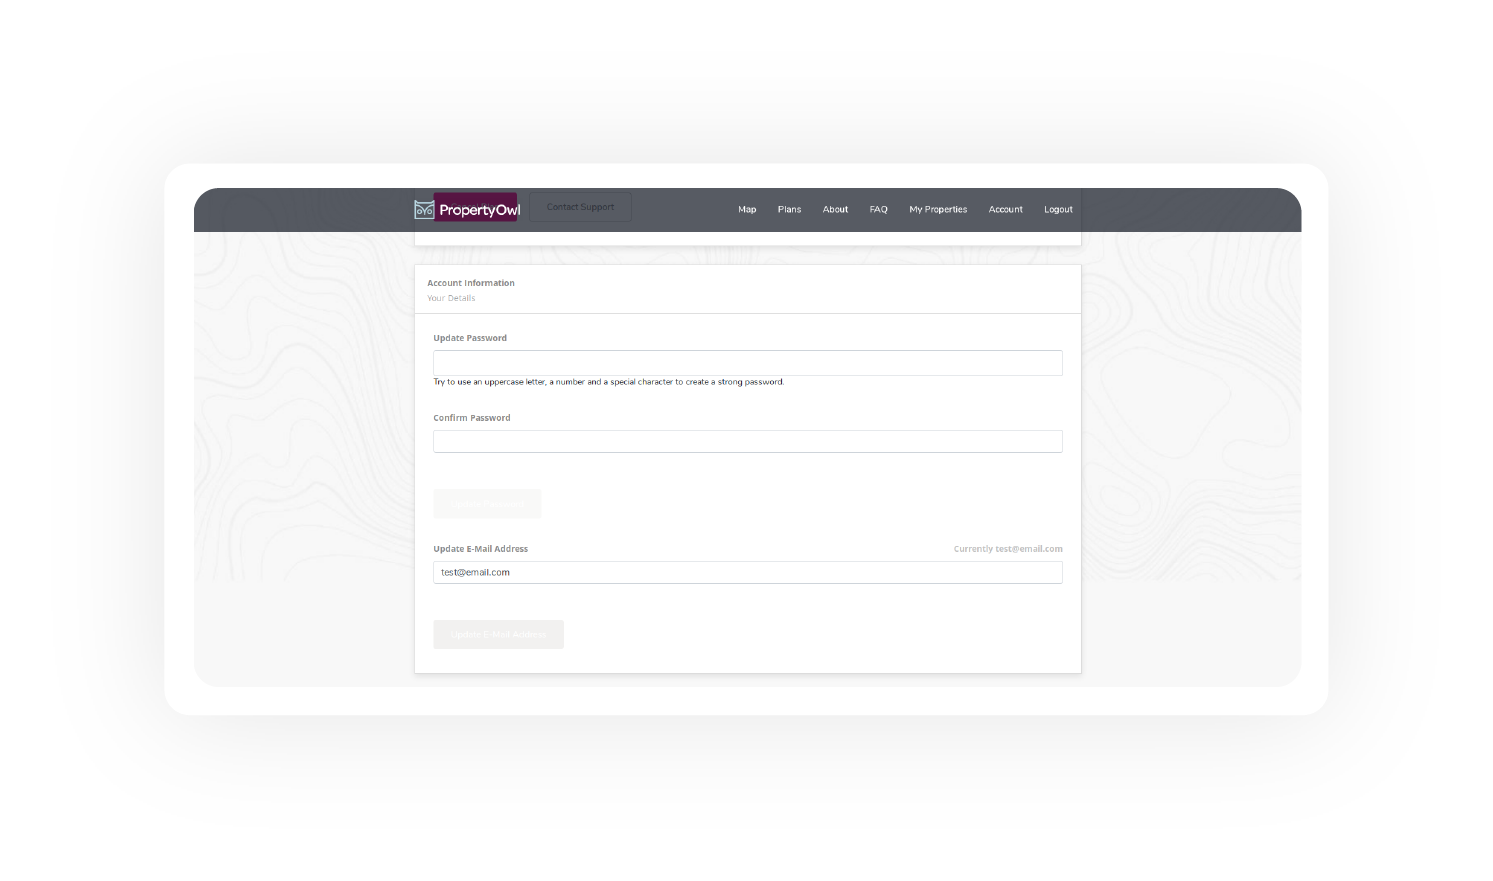 PropertyOwl
Contact Support
Map
Plans
About
FAQ
My Properties
Account
Logout
Account Information
Your Details
Update Password
Try to use an uppercase letter, a number and a special character to create a strong password.
Confirm Password
Update E-Mail Address
Currently test@email.com
test@email.com
Update E-Mail Address